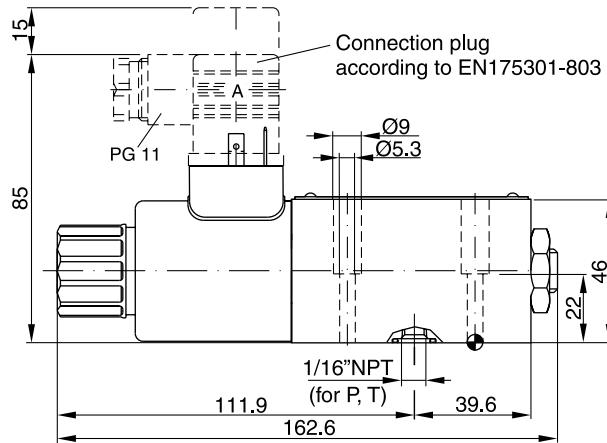 15
Connection plug
according to EN175301-803
A
PG 11
Ø9
Ø5.3
85
46
22
1/16”NPT
(for P, T)
111.9
39.6
162.6